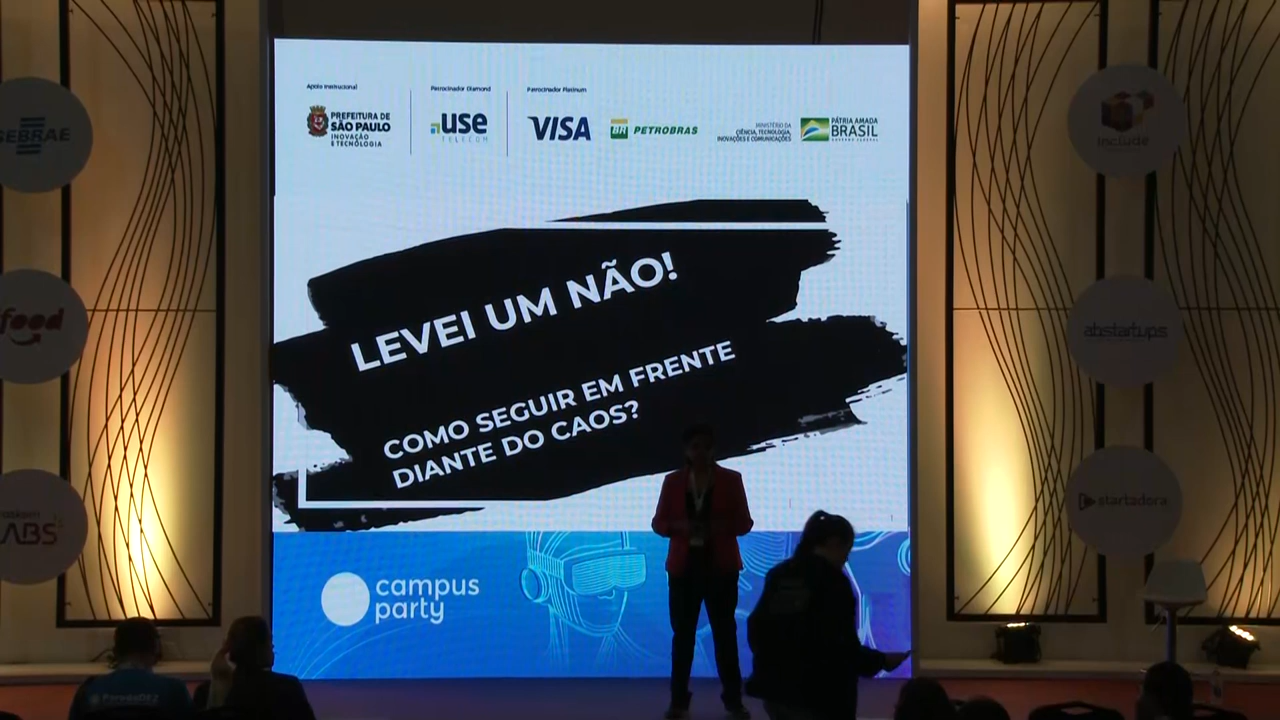 Apoio Institucional
PREFEITURA DE
SÃO PAULO
INOVAÇÃO
E TECNOLOGIA
Patrocinador Diamond
use
TELECOM
Patrocinador Platinum
VISA
BR PETROBRAS
MINISTÉRIO DA
CIÊNCIA, TECNOLOGIA,
INOVAÇÕES E COMUNICAÇÕES
PÁTRIA AMADA
BRASIL
GOVERNO FEDERAL
LEVEI UM NÃO!
COMO SEGUIR EM FRENTE
DIANTE DO CAOS?
campus
party
SEBRAE
food
ABS
include
abstartups
startadora